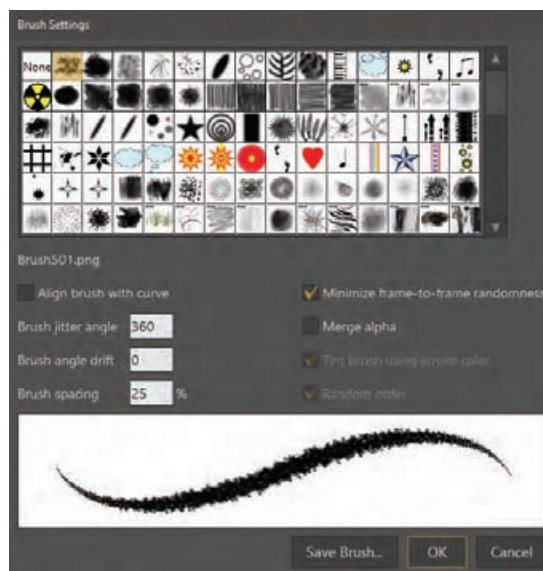 Brush Settings
None
Brush501.png
Align brush with curve
Minimize frame-to-frame randomness
Brush jitter angle 360
Merge alpha
Brush angle drift 0
Tint brush using stroke color
Brush spacing 25 %
Random order
Save Brush...
OK
Cancel